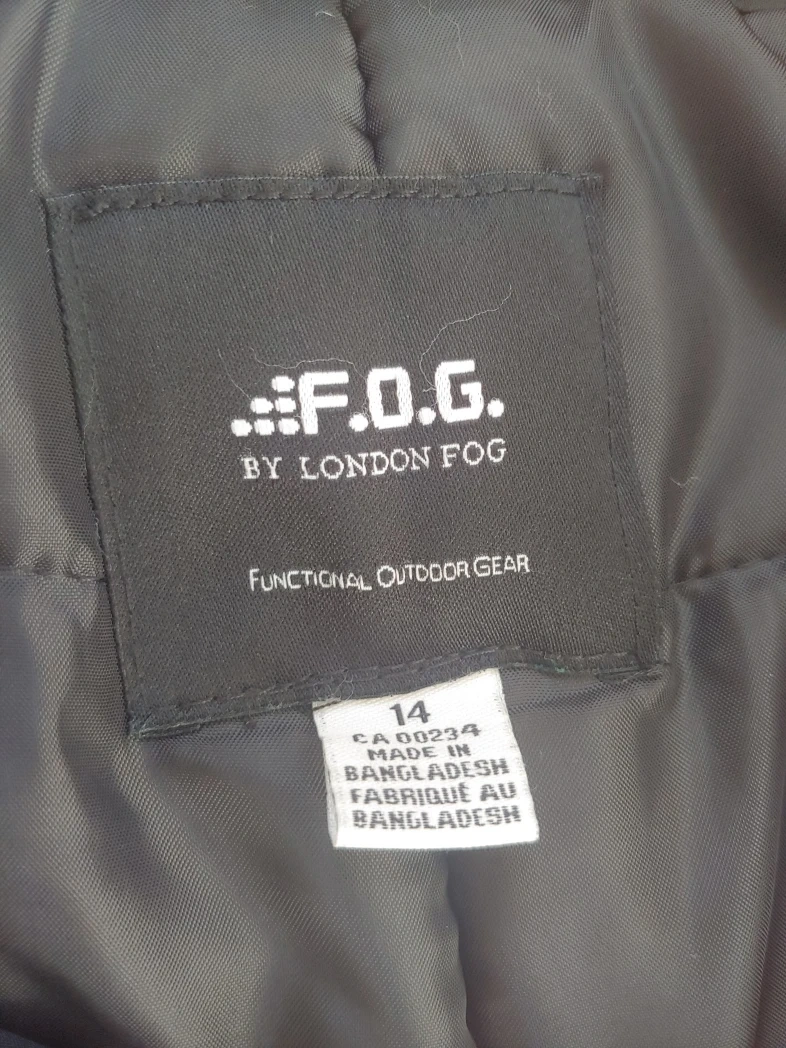 F.O.G.
BY LONDON FOG
FUNCTIONAL OUTDOOR GEAR
14
CA 00234
MADE IN
BANGLADESH
FABRIQUÉ AU
BANGLADESH